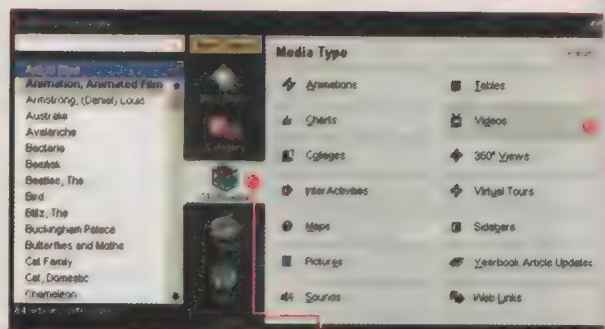 Media Type
Animation, Animated Film
Armstrong, (Daniel) Louis
Australia
Avalanche
Bacteria
Basilisk
Beatles, The
Bird
Blitz, The
Buckingham Palace
Butterflies and Moths
Cat Family
Cat, Domestic
Chameleon
Category
Animations
Charts
Collages
InterActivities
Maps
Pictures
Sounds
Tables
Videos
360° Views
Virtual Tours
Sidebars
Yearbook Article Updates
Web Links